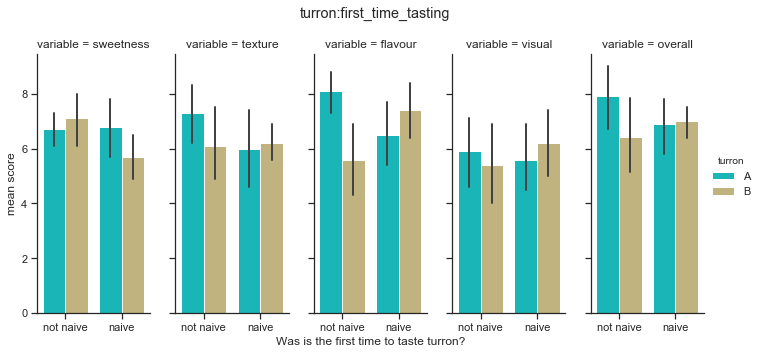 turron:first_time_tasting
variable = sweetness variable = texture variable = flavour variable = visual variable = overall
mean score
8
6
4
2
0
not naive naive not naive naive not naive naive not naive naive not naive naive
Was is the first time to taste turron?
turron
A
B